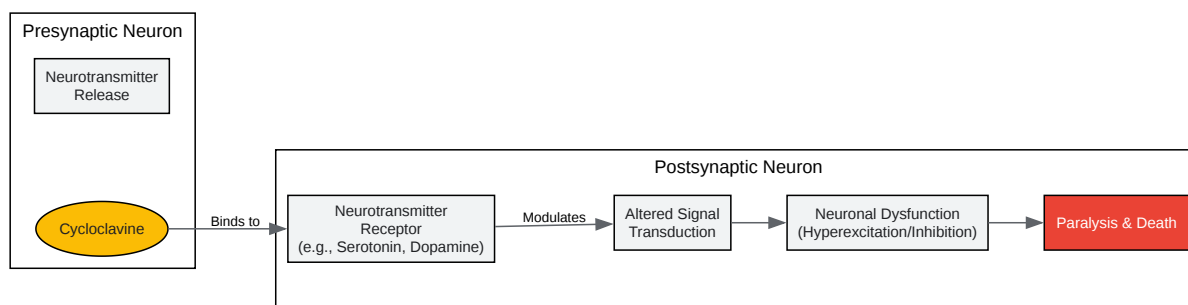 Presynaptic Neuron
Neurotransmitter
Release
Cycloclavine
Binds to
Postsynaptic Neuron
Neurotransmitter
Receptor
(e.g., Serotonin, Dopamine)
Modulates
Altered Signal
Transduction
Neuronal Dysfunction
(Hyperexcitation/Inhibition)
Paralysis & Death